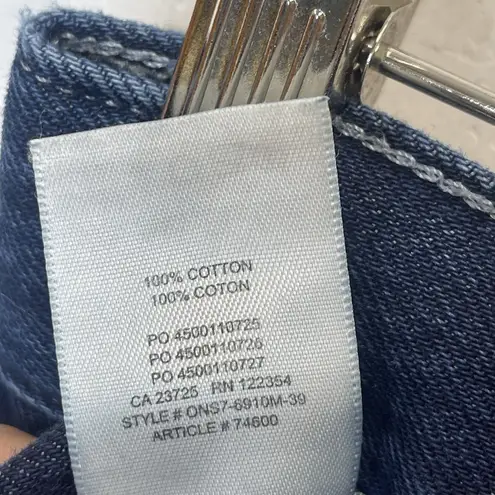 100% COTTON
100% COTON
PO 4500110725
PO 4500110726
PO 4500110727
CA 23725 RN 122354
STYLE # ONS7-6910M-39
ARTICLE # 74600